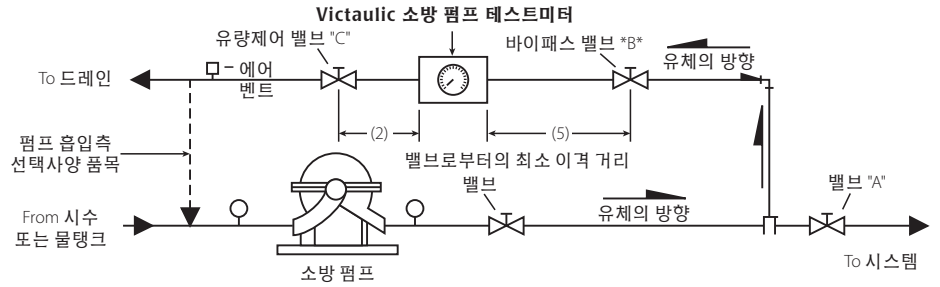 Victaulic 소방 펌프 테스트미터
유량제어 밸브 "C"
바이패스 밸브 *B*
유체의 방향
To 드레인
에어
벤트
(2)
(5)
펌프 흡입측
선택사양 품목
밸브로부터의 최소 이격 거리
밸브
밸브 "A"
From 시수
또는 물탱크
유체의 방향
소방 펌프
To 시스템